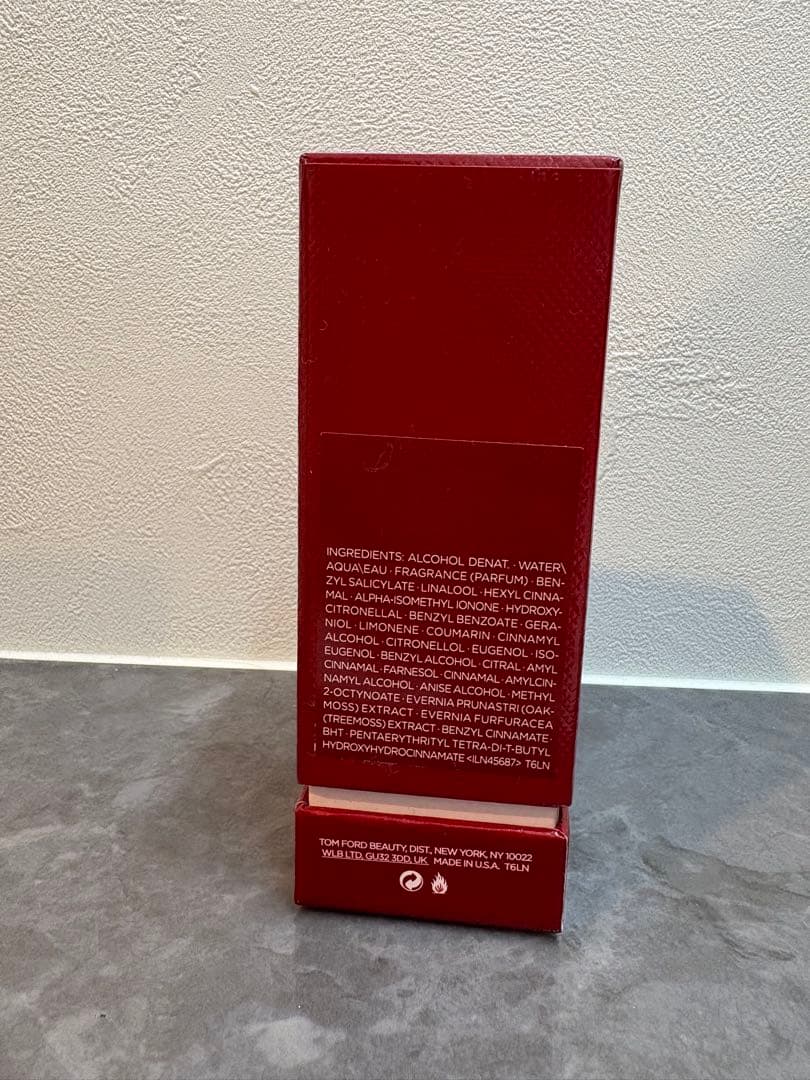 INGREDIENTS: ALCOHOL DENAT. · WATER\
AQUA\EAU · FRAGRANCE (PARFUM) · BEN-
ZYL SALICYLATE · LINALOOL · HEXYL CINNA-
MAL · ALPHA-ISOMETHYL IONONE · HYDROXY-
CITRONELLAL · BENZYL BENZOATE · GERA-
NIOL · LIMONENE · COUMARIN · CINNAMYL
ALCOHOL · CITRONELLOL · EUGENOL · ISO-
EUGENOL · BENZYL ALCOHOL · CITRAL · AMYL
CINNAMAL · FARNESOL · CINNAMAL · AMYLCIN-
NAMYL ALCOHOL · ANISE ALCOHOL · METHYL
2-OCTYNOATE · EVERNIA PRUNASTRI (OAK-
MOSS) EXTRACT · EVERNIA FURFURACEA
(TREEMOSS) EXTRACT · BENZYL CINNAMATE ·
BHT · PENTAERYTHRITYL TETRA-DI-T-BUTYL
HYDROXYHYDROCINNAMATE <ILN45687> T6LN
TOM FORD BEAUTY, DIST., NEW YORK, NY 10022
WLB LTD, GU32 3DD, UK MADE IN U.S.A. T6LN